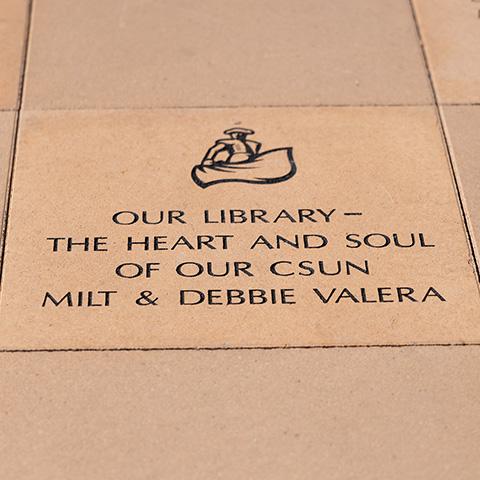 OUR LIBRARY–
THE HEART AND SOUL
OF OUR CSUN
MILT & DEBBIE VALERA